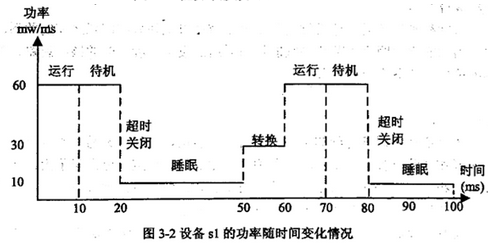 功率
mw/ms
运行 待机 运行 待机
60
超时
关闭
超时
关闭
30
转换
睡眠
睡眠
时间
(ms)
10
10 20 50 60 70 80 90 100
图 3-2 设备 s1 的功率随时间变化情况